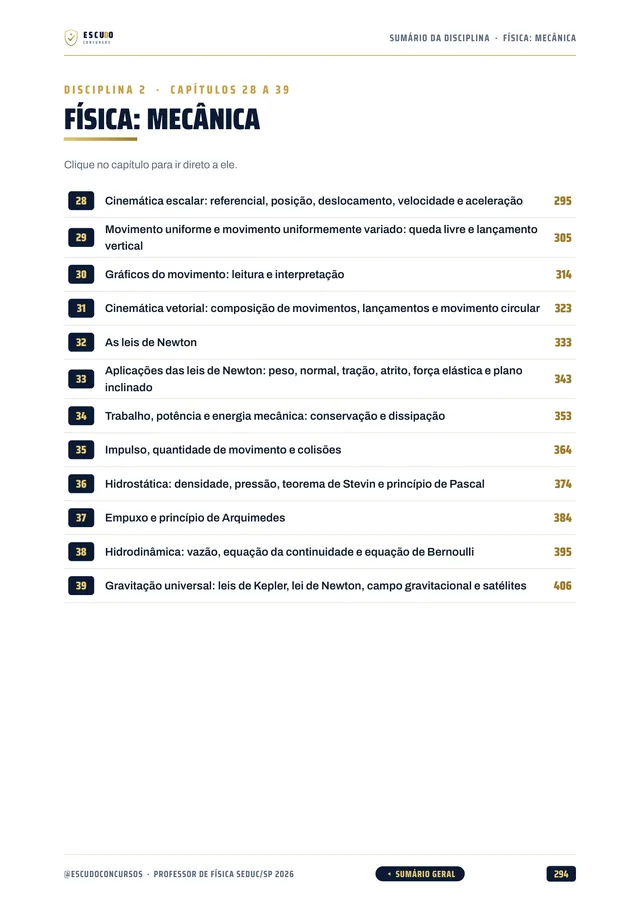 ESCUDO
CONCURSOS
SUMÁRIO DA DISCIPLINA · FÍSICA: MECÂNICA
DISCIPLINA 2 · CAPÍTULOS 28 A 39
FÍSICA: MECÂNICA
Clique no capítulo para ir direto a ele.
28 Cinemática escalar: referencial, posição, deslocamento, velocidade e aceleração 295
29 Movimento uniforme e movimento uniformemente variado: queda livre e lançamento
vertical 305
30 Gráficos do movimento: leitura e interpretação 314
31 Cinemática vetorial: composição de movimentos, lançamentos e movimento circular 323
32 As leis de Newton 333
33 Aplicações das leis de Newton: peso, normal, tração, atrito, força elástica e plano
inclinado 343
34 Trabalho, potência e energia mecânica: conservação e dissipação 353
35 Impulso, quantidade de movimento e colisões 364
36 Hidrostática: densidade, pressão, teorema de Stevin e princípio de Pascal 374
37 Empuxo e princípio de Arquimedes 384
38 Hidrodinâmica: vazão, equação da continuidade e equação de Bernoulli 395
39 Gravitação universal: leis de Kepler, lei de Newton, campo gravitacional e satélites 406
@ESCUDOCONCURSOS · PROFESSOR DE FÍSICA SEDUC/SP 2026
SUMÁRIO GERAL
294